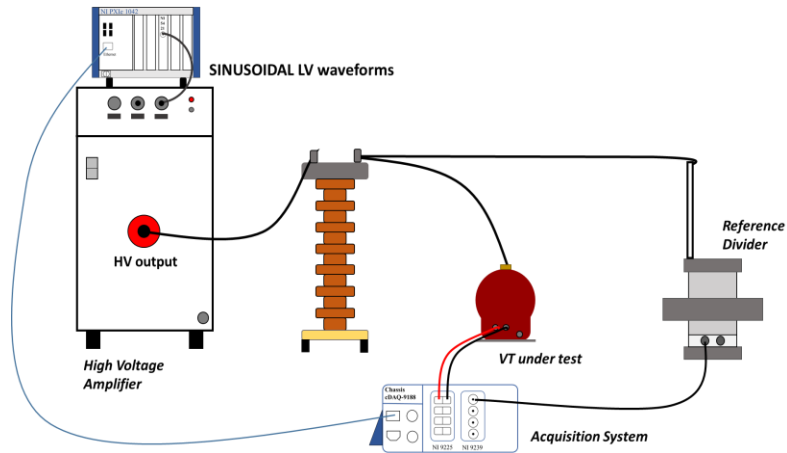 NI PXIe 1042
SINUSOIDAL LV waveforms
HV output
High Voltage
Amplifier
VT under test
Reference
Divider
Chassis
cDAQ-9188
NI 9225
NI 9239
Acquisition System